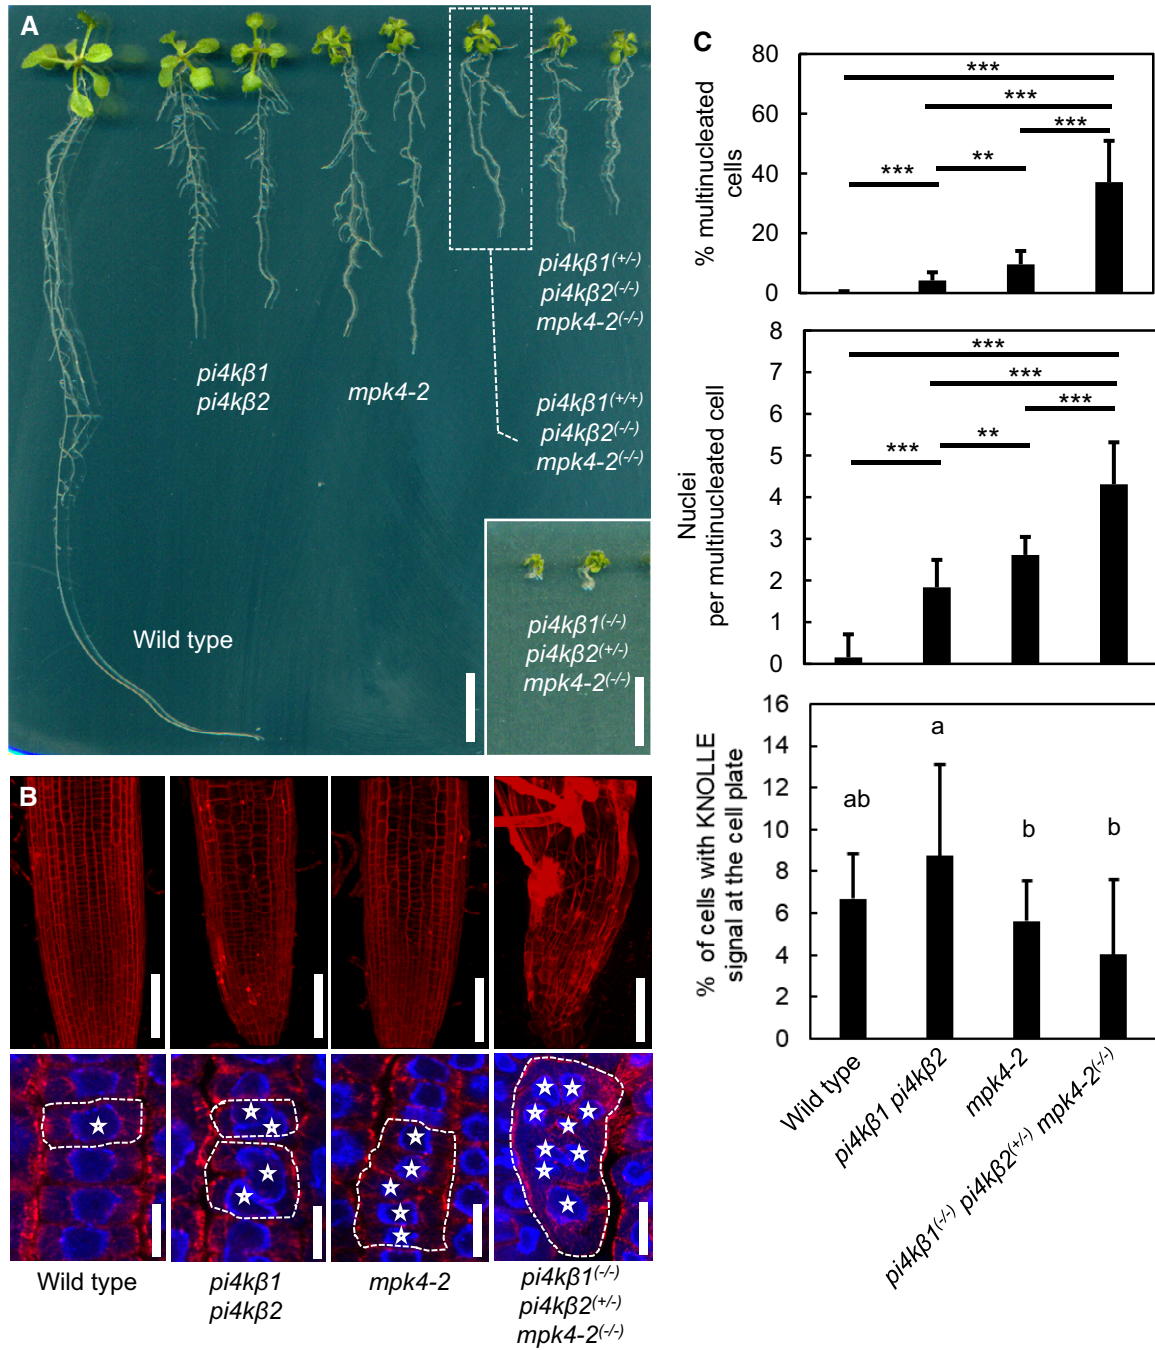 A
pi4kβ1
pi4kβ2
mpk4-2
pi4kβ1(+/-)
pi4kβ2(-/-)
mpk4-2(-/-)
pi4kβ1(+/+)
pi4kβ2(-/-)
mpk4-2(-/-)
Wild type
pi4kβ1(-/-)
pi4kβ2(+/-)
mpk4-2(-/-)
B
Wild type
pi4kβ1
pi4kβ2
mpk4-2
pi4kβ1(-/-)
pi4kβ2(+/-)
mpk4-2(-/-)
C
% multinucleated
cells
80
60
40
20
0
***
***
***
***
**
Nuclei
per multinucleated cell
8
7
6
5
4
3
2
1
0
***
***
***
***
**
% of cells with KNOLLE
signal at the cell plate
16
14
12
10
8
6
4
2
0
ab
a
b
b
Wild type
pi4kβ1 pi4kβ2
mpk4-2
pi4kβ1(-/-) pi4kβ2(+/-) mpk4-2(-/-)